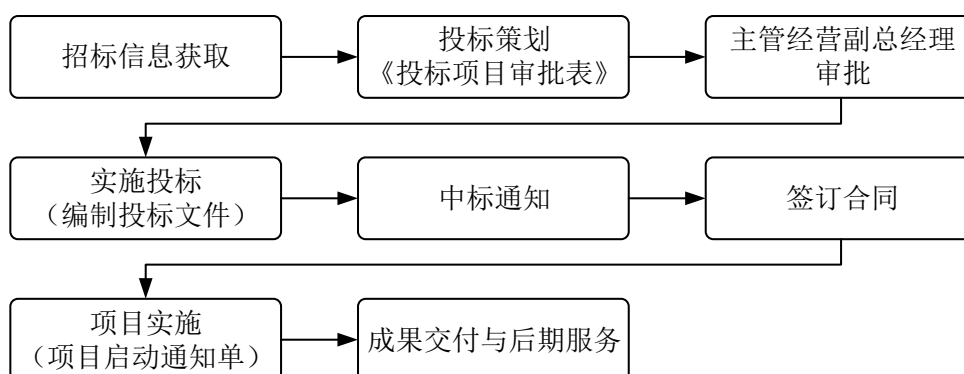 招标信息获取
投标策划
《投标项目审批表》
主管经营副总经理
审批
实施投标
（编制投标文件）
中标通知
签订合同
项目实施
（项目启动通知单）
成果交付与后期服务